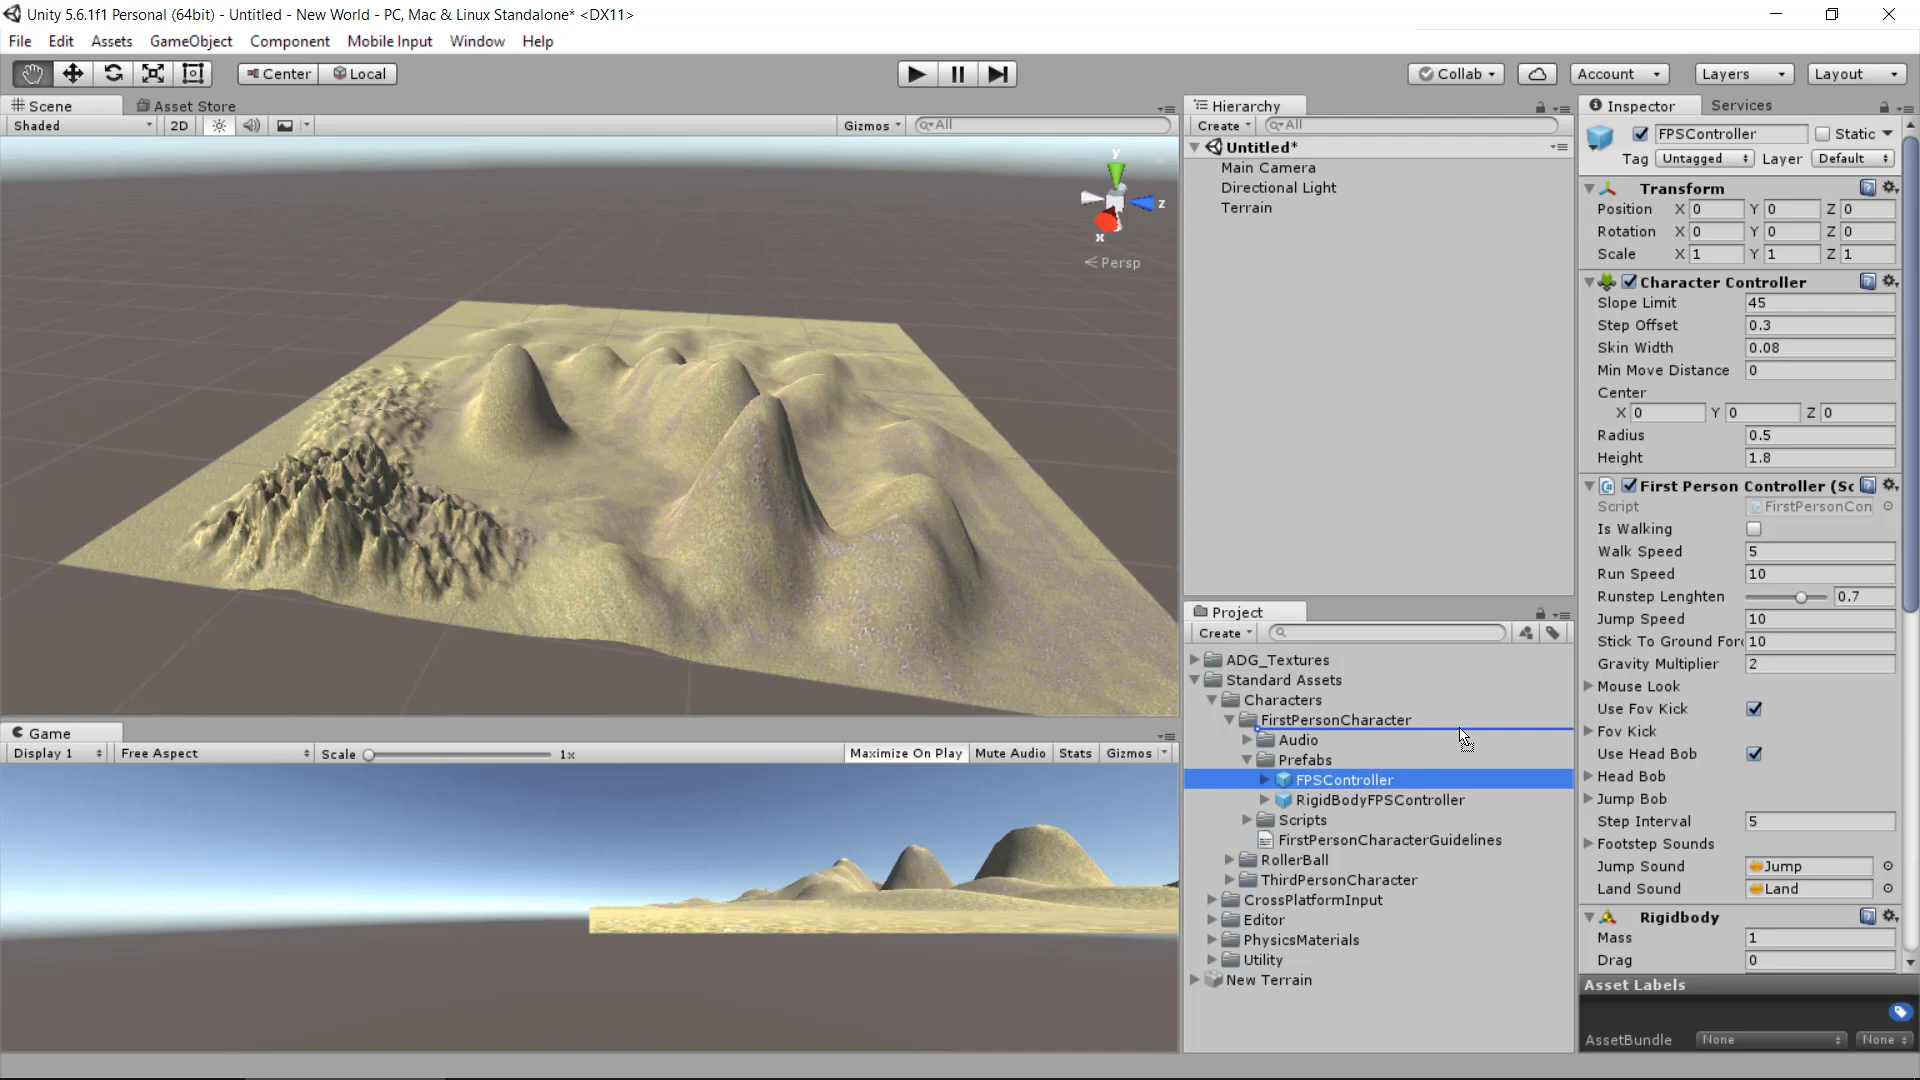 Unity 5.6.1f1 Personal (64bit) - Untitled - New World - PC, Mac & Linux Standalone* <DX11>
File Edit Assets GameObject Component Mobile Input Window Help
Center Local Collab Account Layers Layout
Scene Asset Store
Shaded 2D Gizmos All
y
z
x
Persp
Game
Display 1 Free Aspect Scale 1x Maximize On Play Mute Audio Stats Gizmos
Hierarchy
Create All
Untitled*
Main Camera
Directional Light
Terrain
Project
Create
ADG_Textures
Standard Assets
Characters
FirstPersonCharacter
Audio
Prefabs
FPSController
RigidBodyFPSController
Scripts
FirstPersonCharacterGuidelines
RollerBall
ThirdPersonCharacter
CrossPlatformInput
Editor
PhysicsMaterials
Utility
New Terrain
Inspector Services
FPSController Static
Tag Untagged Layer Default
Transform
Position X 0 Y 0 Z 0
Rotation X 0 Y 0 Z 0
Scale X 1 Y 1 Z 1
Character Controller
Slope Limit 45
Step Offset 0.3
Skin Width 0.08
Min Move Distance 0
Center
X 0 Y 0 Z 0
Radius 0.5
Height 1.8
First Person Controller (Sc
Script FirstPersonCon
Is Walking
Walk Speed 5
Run Speed 10
Runstep Lenghten 0.7
Jump Speed 10
Stick To Ground Forc 10
Gravity Multiplier 2
Mouse Look
Use Fov Kick
Fov Kick
Use Head Bob
Head Bob
Jump Bob
Step Interval 5
Footstep Sounds
Jump Sound Jump
Land Sound Land
Rigidbody
Mass 1
Drag 0
Asset Labels
AssetBundle None None